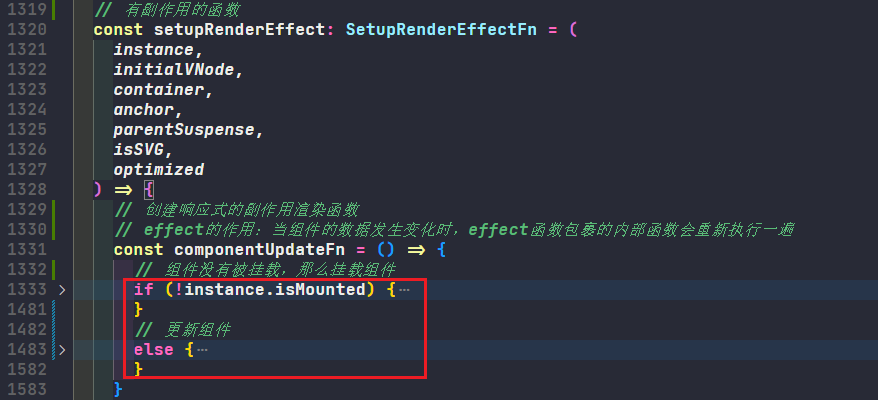 1319 // 有副作用的函数
1320 const setupRenderEffect: SetupRenderEffectFn = (
1321 instance,
1322 initialVNode,
1323 container,
1324 anchor,
1325 parentSuspense,
1326 isSVG,
1327 optimized
1328 ) => {
1329 // 创建响应式的副作用渲染函数
1330 // effect的作用：当组件的数据发生变化时，effect函数包裹的内部函数会重新执行一遍
1331 const componentUpdateFn = () => {
1332 // 组件没有被挂载，那么挂载组件
1333 if (!instance.isMounted) {…
1481 }
1482 // 更新组件
1483 else {…
1582 }
1583 }